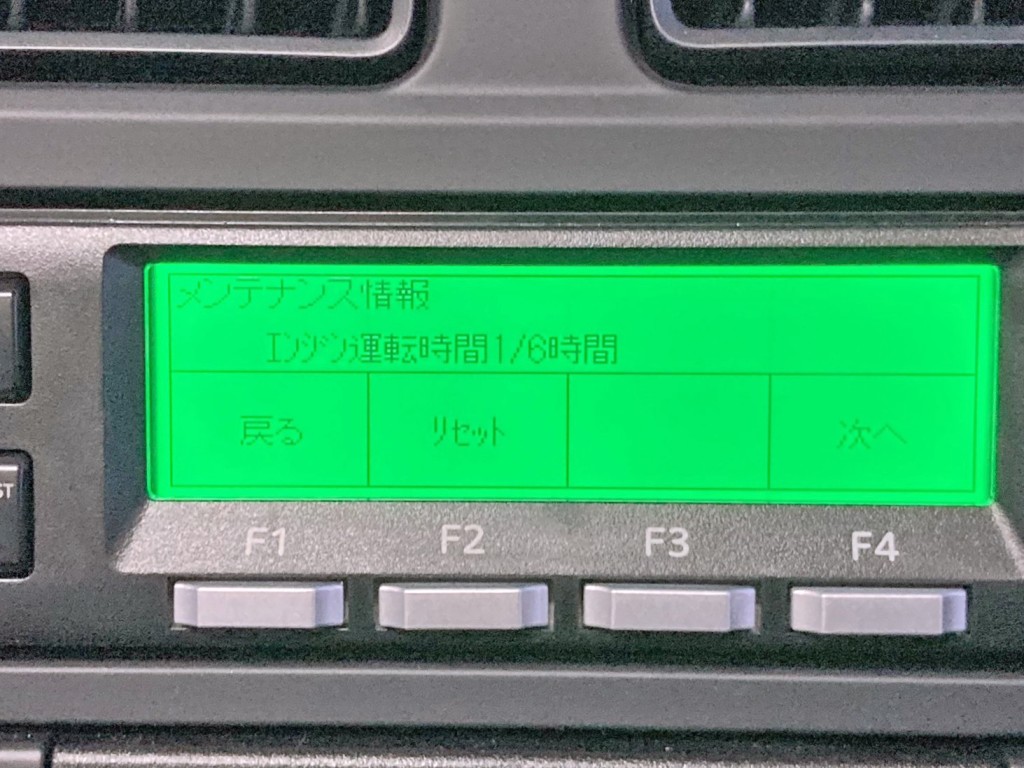 メンテナンス情報
エンジン運転時間1/6時間
戻る リセット 次へ
ST
F1 F2 F3 F4